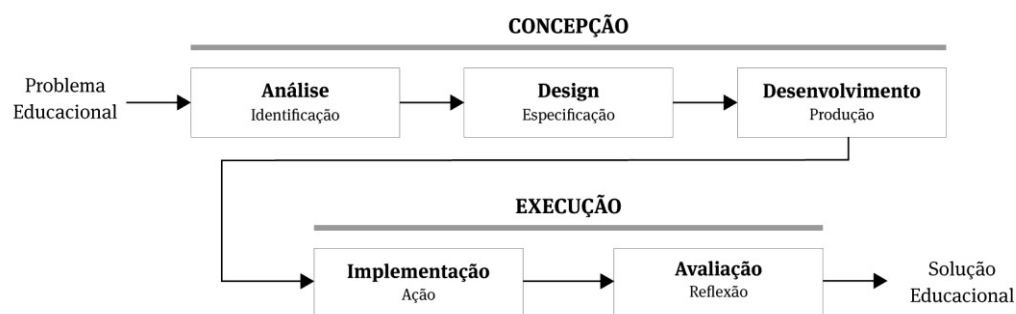 CONCEPÇÃO
Problema
Educacional
Análise
Identificação
Design
Especificação
Desenvolvimento
Produção
EXECUÇÃO
Implementação
Ação
Avaliação
Reflexão
Solução
Educacional